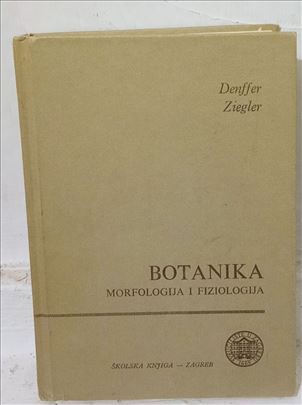 Denffer
Ziegler
BOTANIKA
MORFOLOGIJA I FIZIOLOGIJA
ŠKOLSKA KNJIGA — ZAGREB